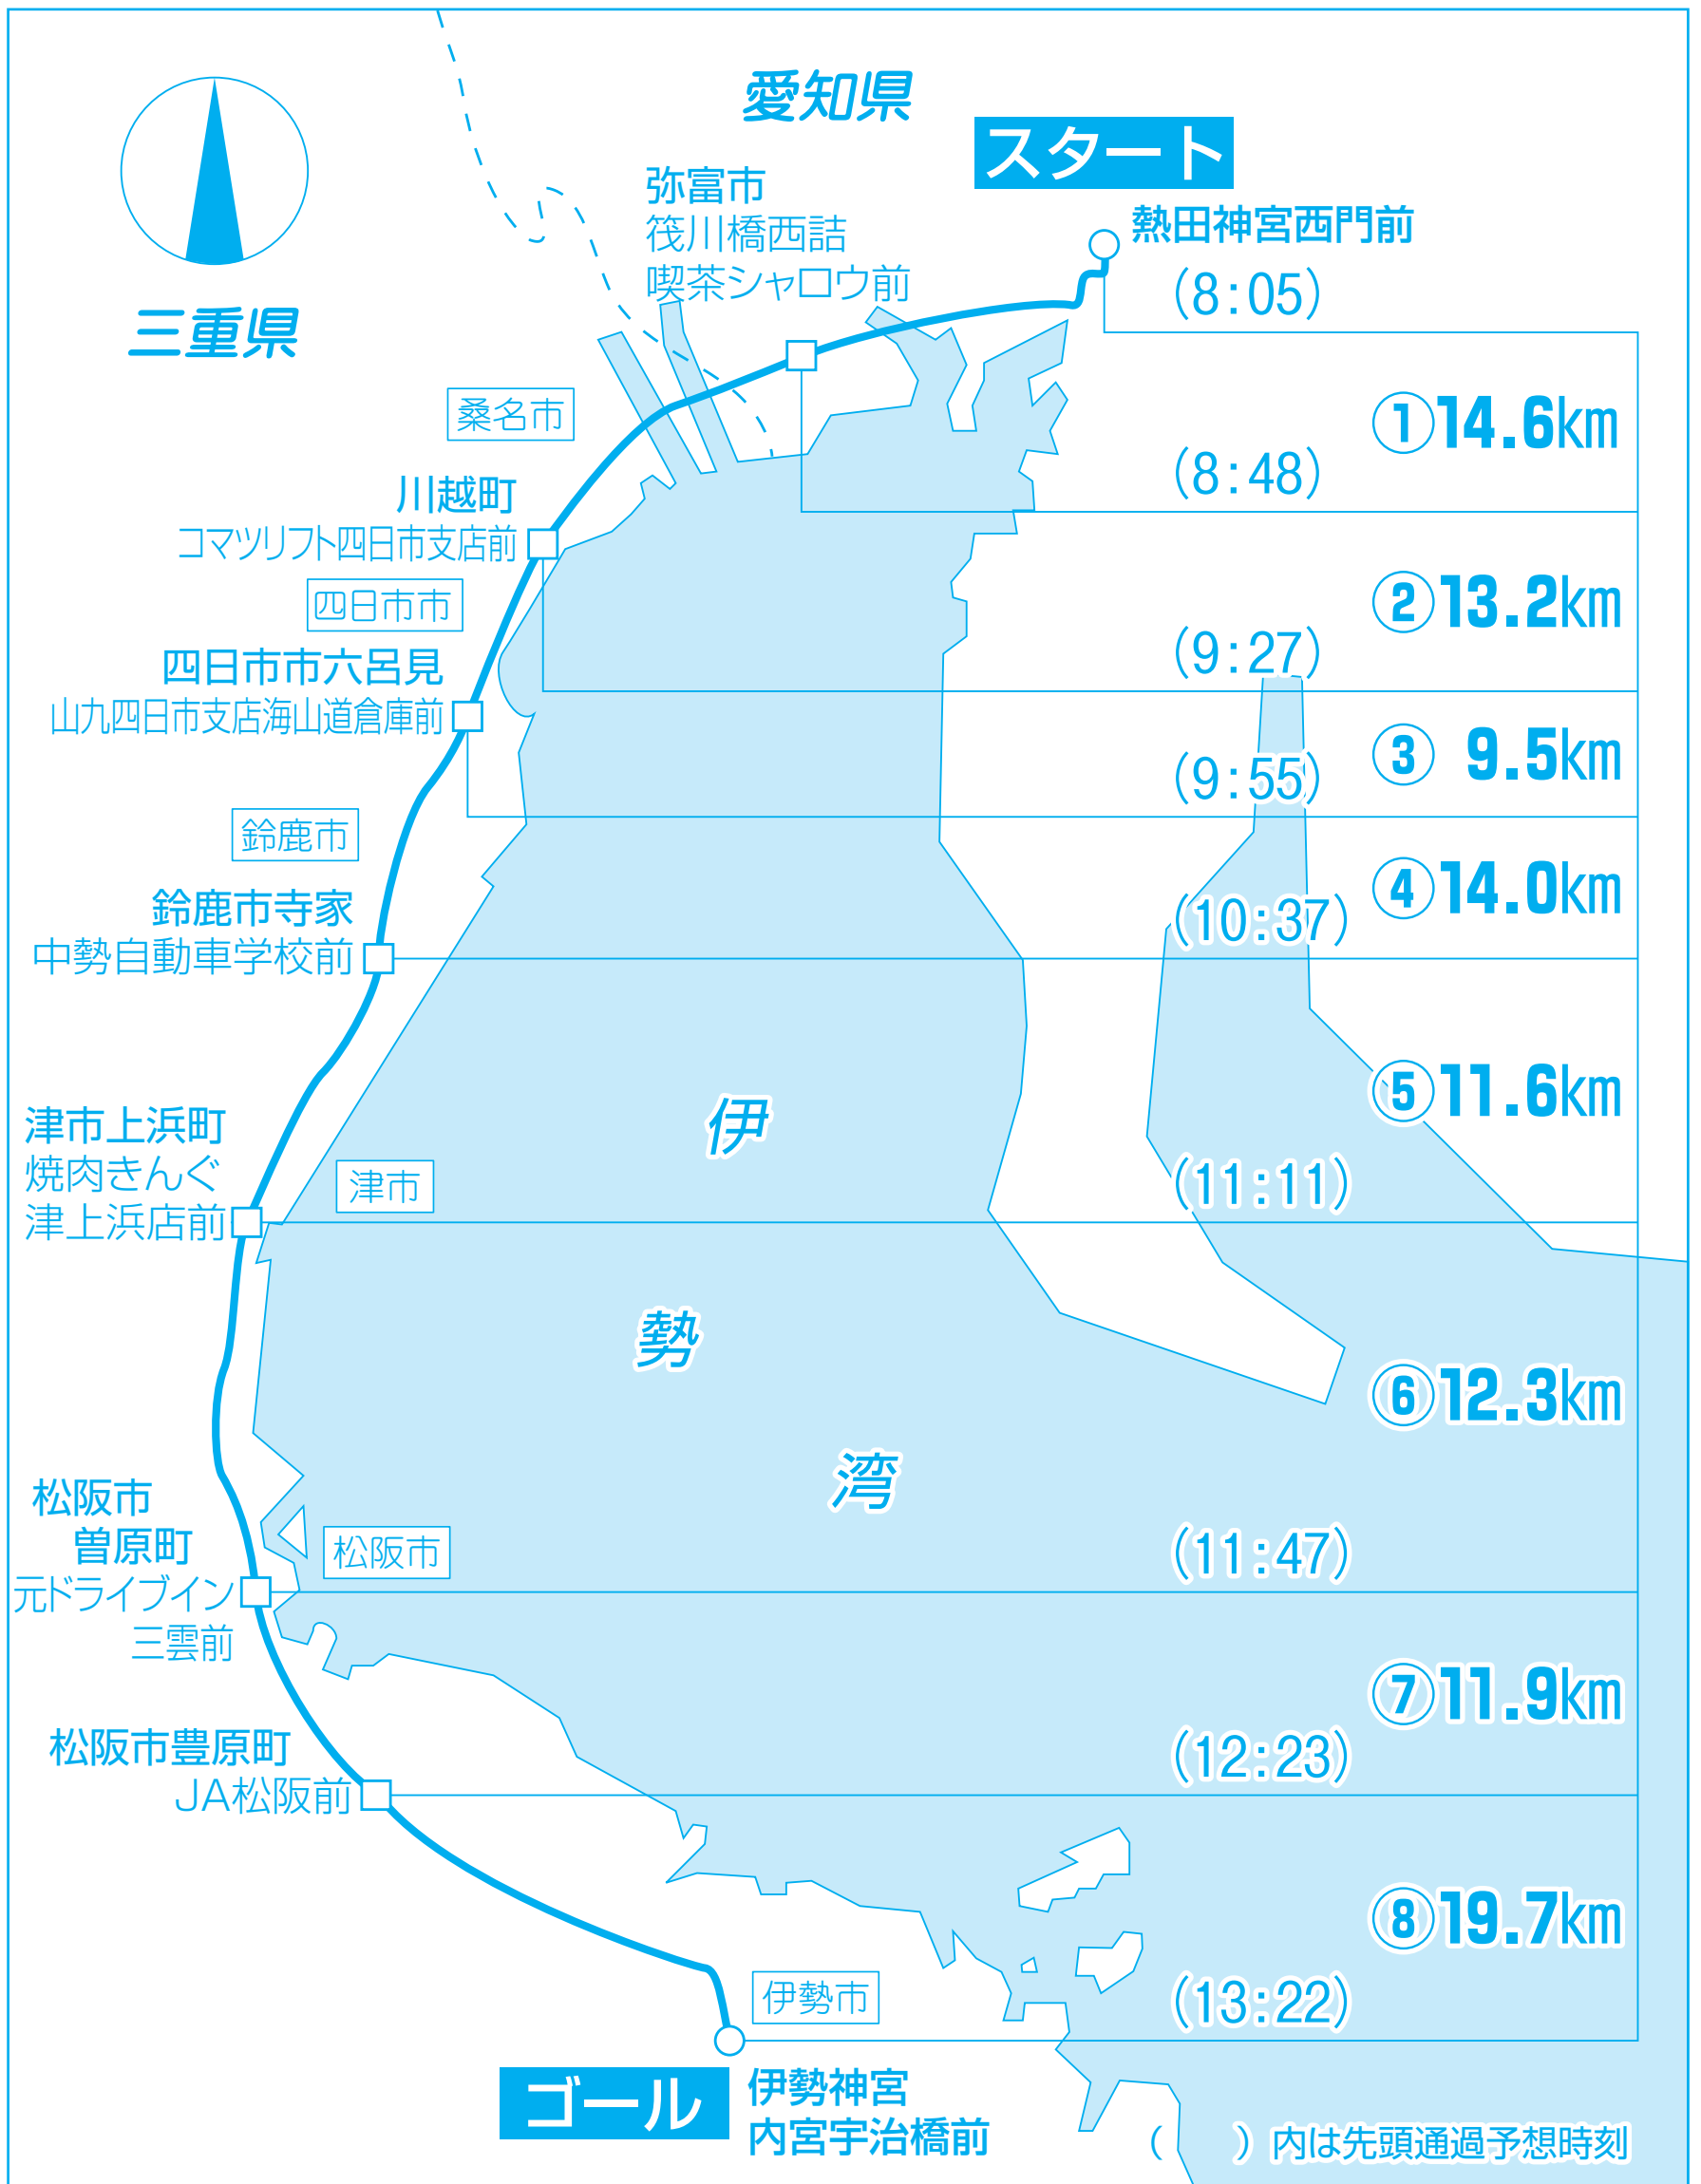 愛知県
スタート
熱田神宮西門前
(8:05)
弥富市
筏川橋西詰
喫茶シャロウ前
三重県
①14.6km
桑名市
(8:48)
川越町
コマツリフト四日市支店前
②13.2km
四日市市
(9:27)
四日市市六呂見
山九四日市支店海山道倉庫前
③ 9.5km
(9:55)
鈴鹿市
④14.0km
鈴鹿市寺家
中勢自動車学校前
(10:37)
⑤11.6km
伊
勢
湾
津市上浜町
焼肉きんぐ
津上浜店前
津市
(11:11)
⑥12.3km
松阪市
曽原町
元ドライブイン
三雲前
松阪市
(11:47)
⑦11.9km
松阪市豊原町
JA松阪前
(12:23)
⑧19.7km
伊勢市
(13:22)
ゴール
伊勢神宮
内宮宇治橋前
(　)内は先頭通過予想時刻